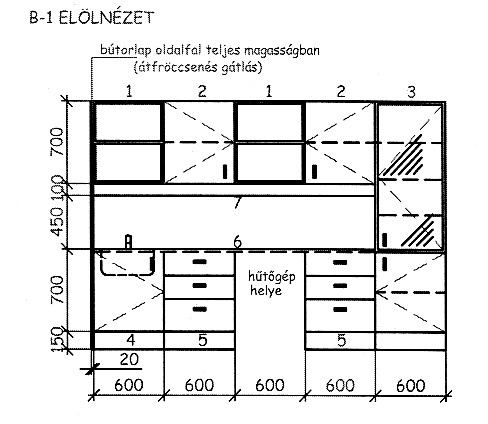 B-1 ELÖLNÉZET
bútorlap oldalfal teljes magasságban
(átfröccsenés gátlás)
1 2 1 2 3
700
100
7
450
6
hűtőgép
helye
700
4 5 5
150
20
600 600 600 600 600